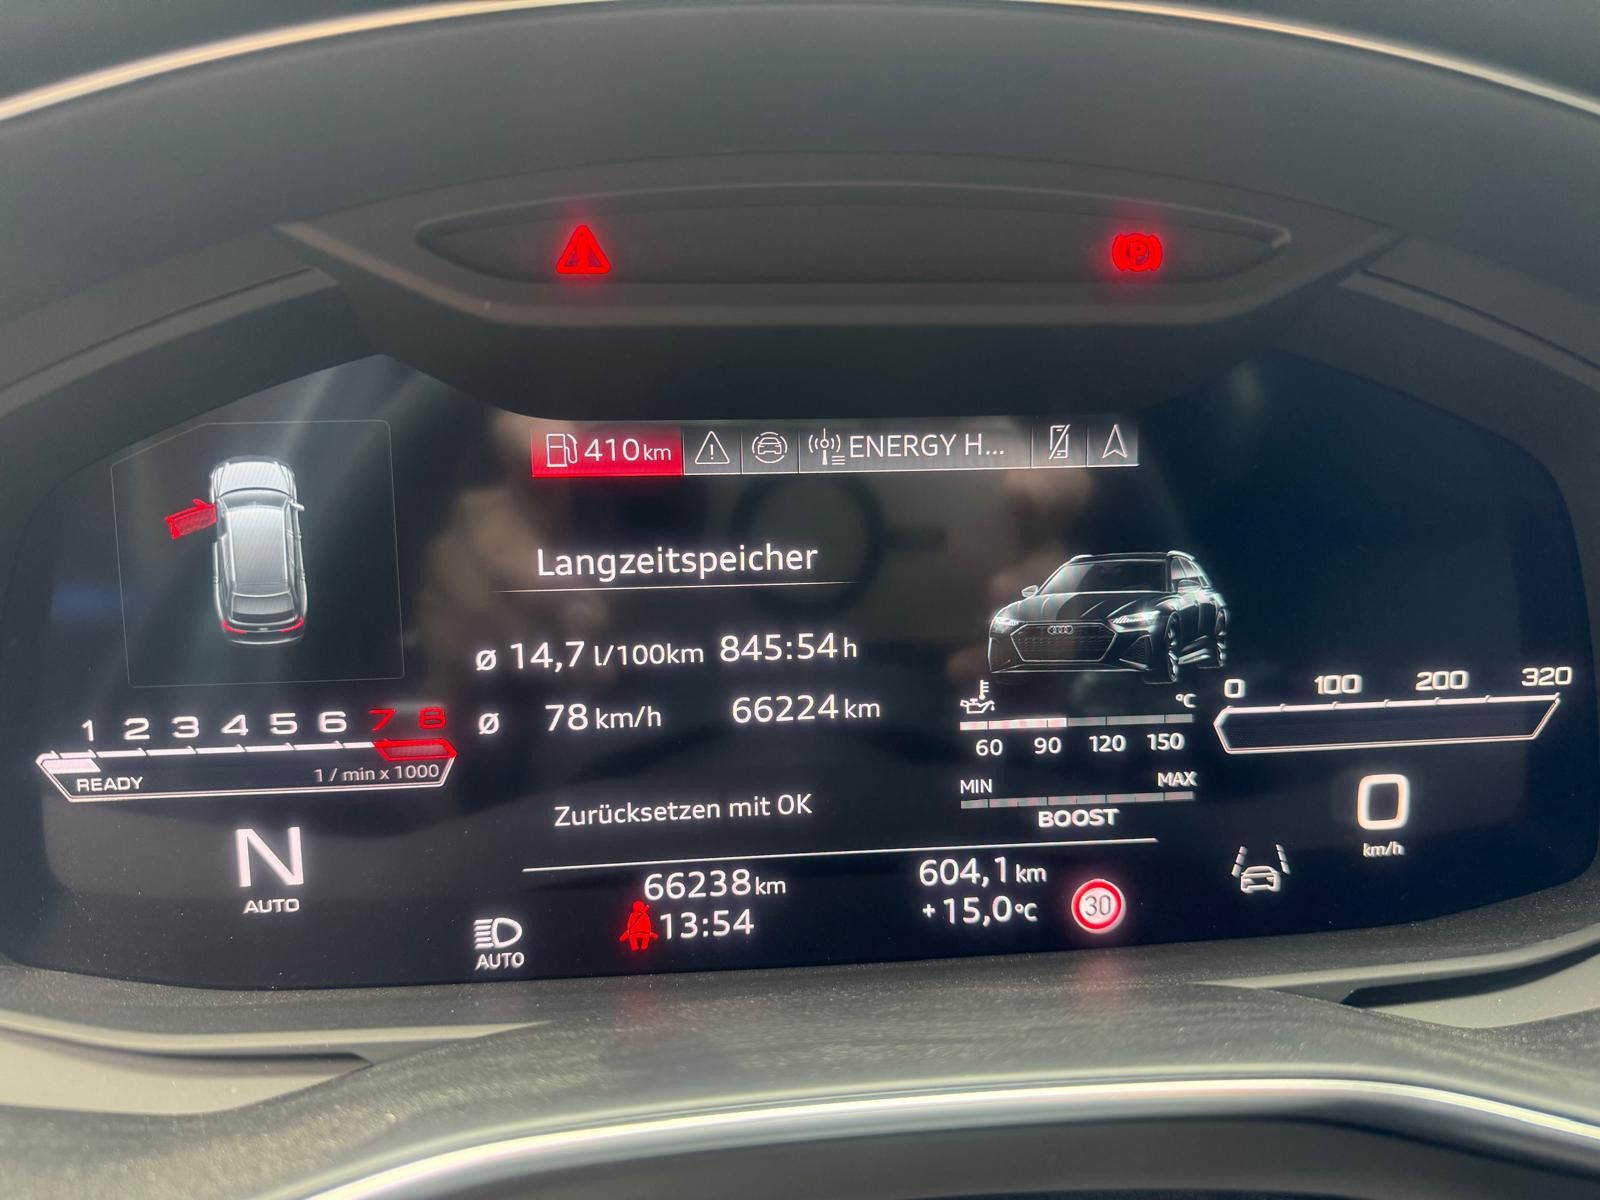 410 km ENERGY H...
Langzeitspeicher
ø 14,7 l/100km 845:54 h
ø 78 km/h 66224 km
Zurücksetzen mit OK
1 2 3 4 5 6 7 8
READY 1 / min x 1000
N
AUTO
°C
60 90 120 150
MIN MAX
BOOST
0 100 200 320
0
km/h
66238 km 604,1 km
13:54 +15,0 °C
30
AUTO
P